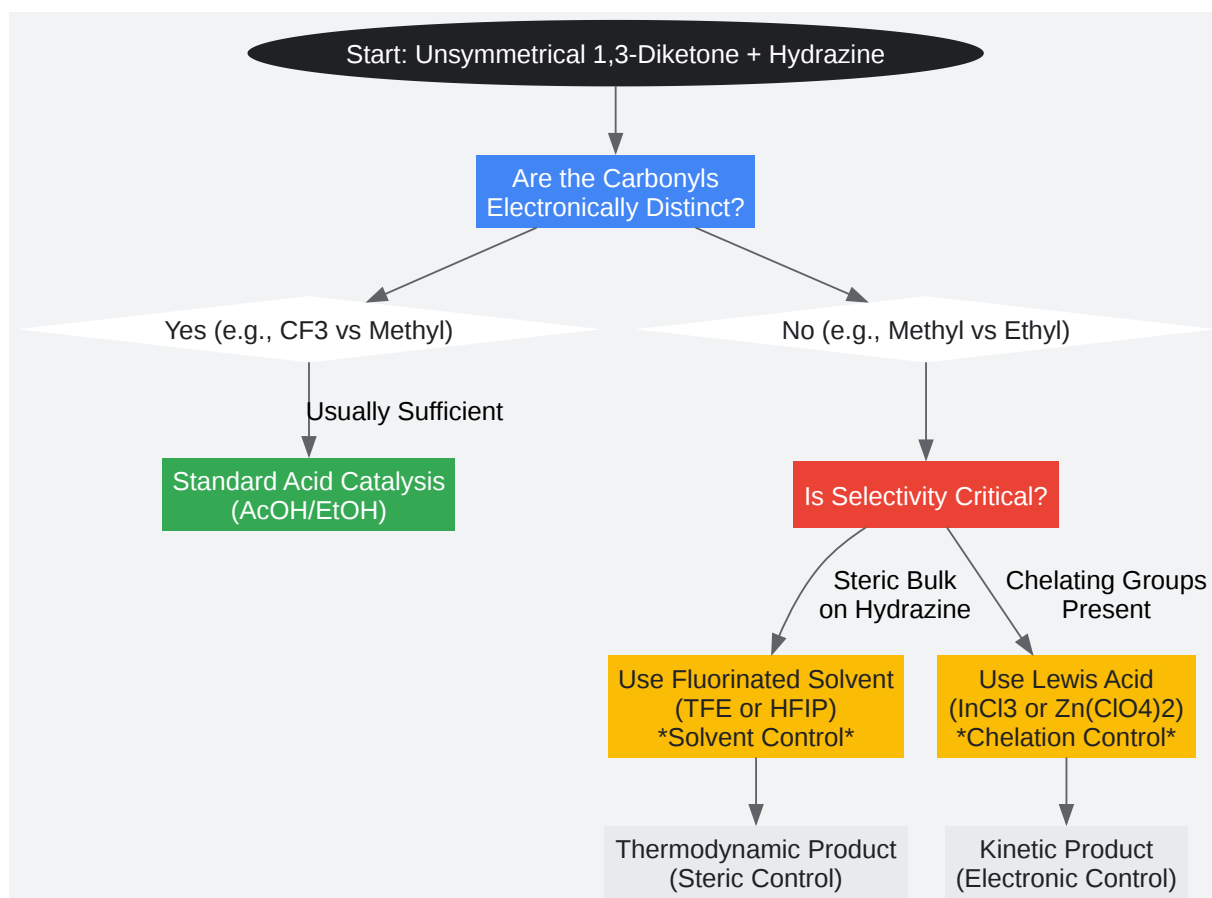 Start: Unsymmetrical 1,3-Diketone + Hydrazine
Are the Carbonyls
Electronically Distinct?
Yes (e.g., CF3 vs Methyl)
No (e.g., Methyl vs Ethyl)
Usually Sufficient
Standard Acid Catalysis
(AcOH/EtOH)
Is Selectivity Critical?
Steric Bulk
on Hydrazine
Chelating Groups
Present
Use Fluorinated Solvent
(TFE or HFIP)
*Solvent Control*
Use Lewis Acid
(InCl3 or Zn(ClO4)2)
*Chelation Control*
Thermodynamic Product
(Steric Control)
Kinetic Product
(Electronic Control)